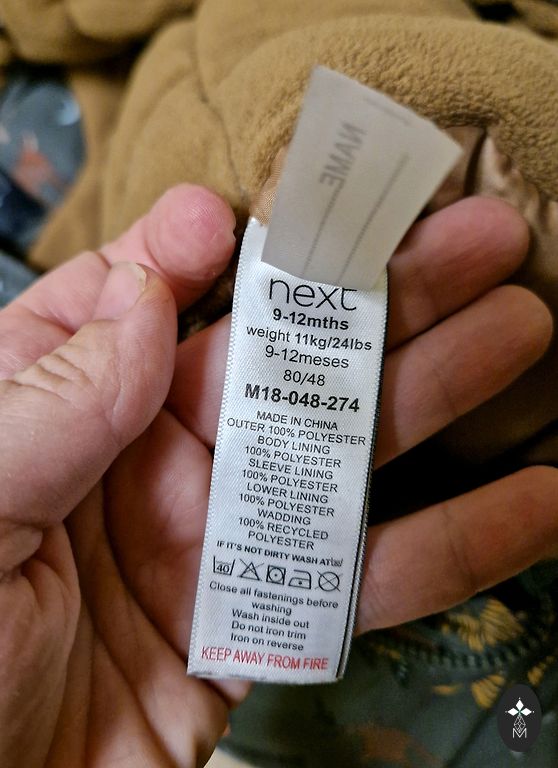 NAME
next
9-12mths
weight 11kg/24lbs
9-12meses
80/48
M18-048-274
MADE IN CHINA
OUTER 100% POLYESTER
BODY LINING
100% POLYESTER
SLEEVE LINING
100% POLYESTER
LOWER LINING
100% POLYESTER
WADDING
100% RECYCLED
POLYESTER
IF IT'S NOT DIRTY WASH AT
40
Close all fastenings before
washing
Wash inside out
Do not iron trim
Iron on reverse
KEEP AWAY FROM FIRE
M